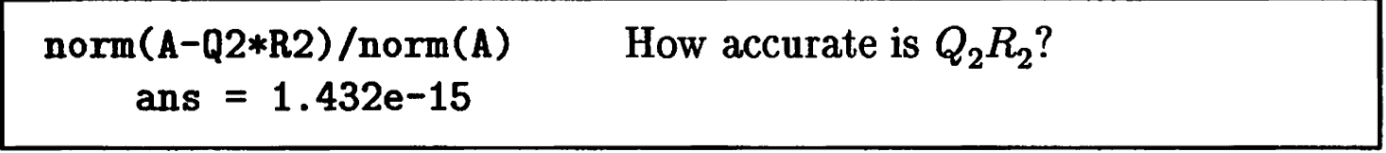 norm(A-Q2*R2)/norm(A) How accurate is Q₂R₂?
ans = 1.432e-15